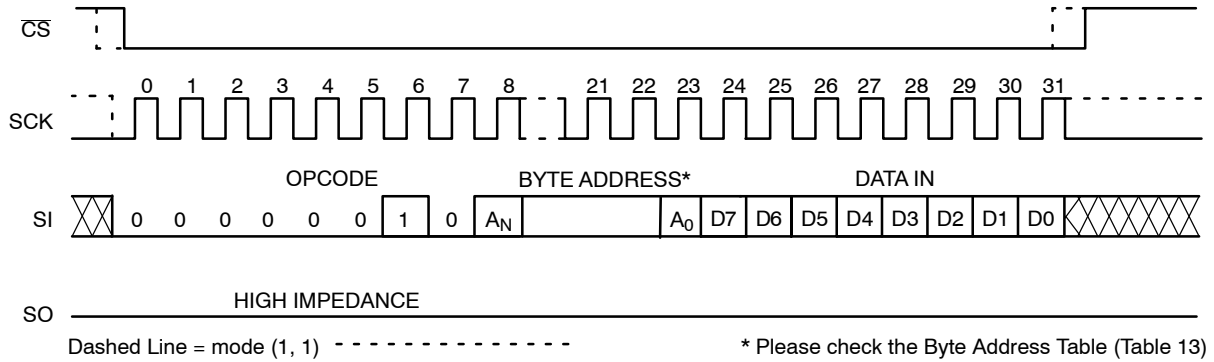 CS
0 1 2 3 4 5 6 7 8 21 22 23 24 25 26 27 28 29 30 31
SCK
OPCODE BYTE ADDRESS* DATA IN
SI 0 0 0 0 0 0 1 0 AN A0 D7 D6 D5 D4 D3 D2 D1 D0
HIGH IMPEDANCE
SO
Dashed Line = mode (1, 1) * Please check the Byte Address Table (Table 13)